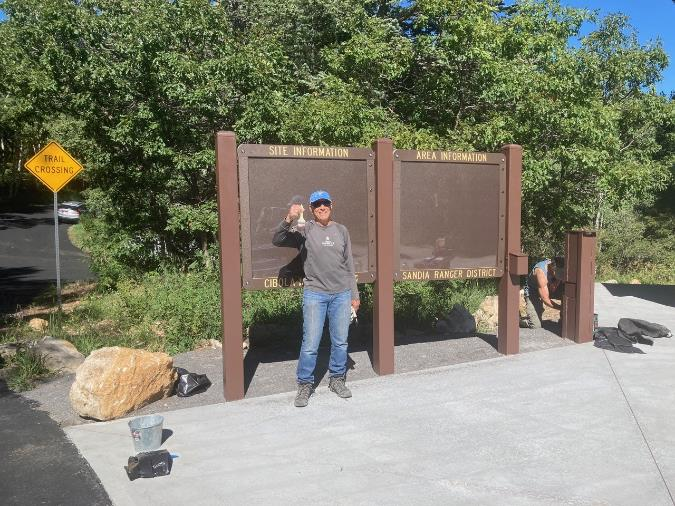 TRAIL
CROSSING
SITE INFORMATION
AREA INFORMATION
SANDIA RANGER DISTRICT